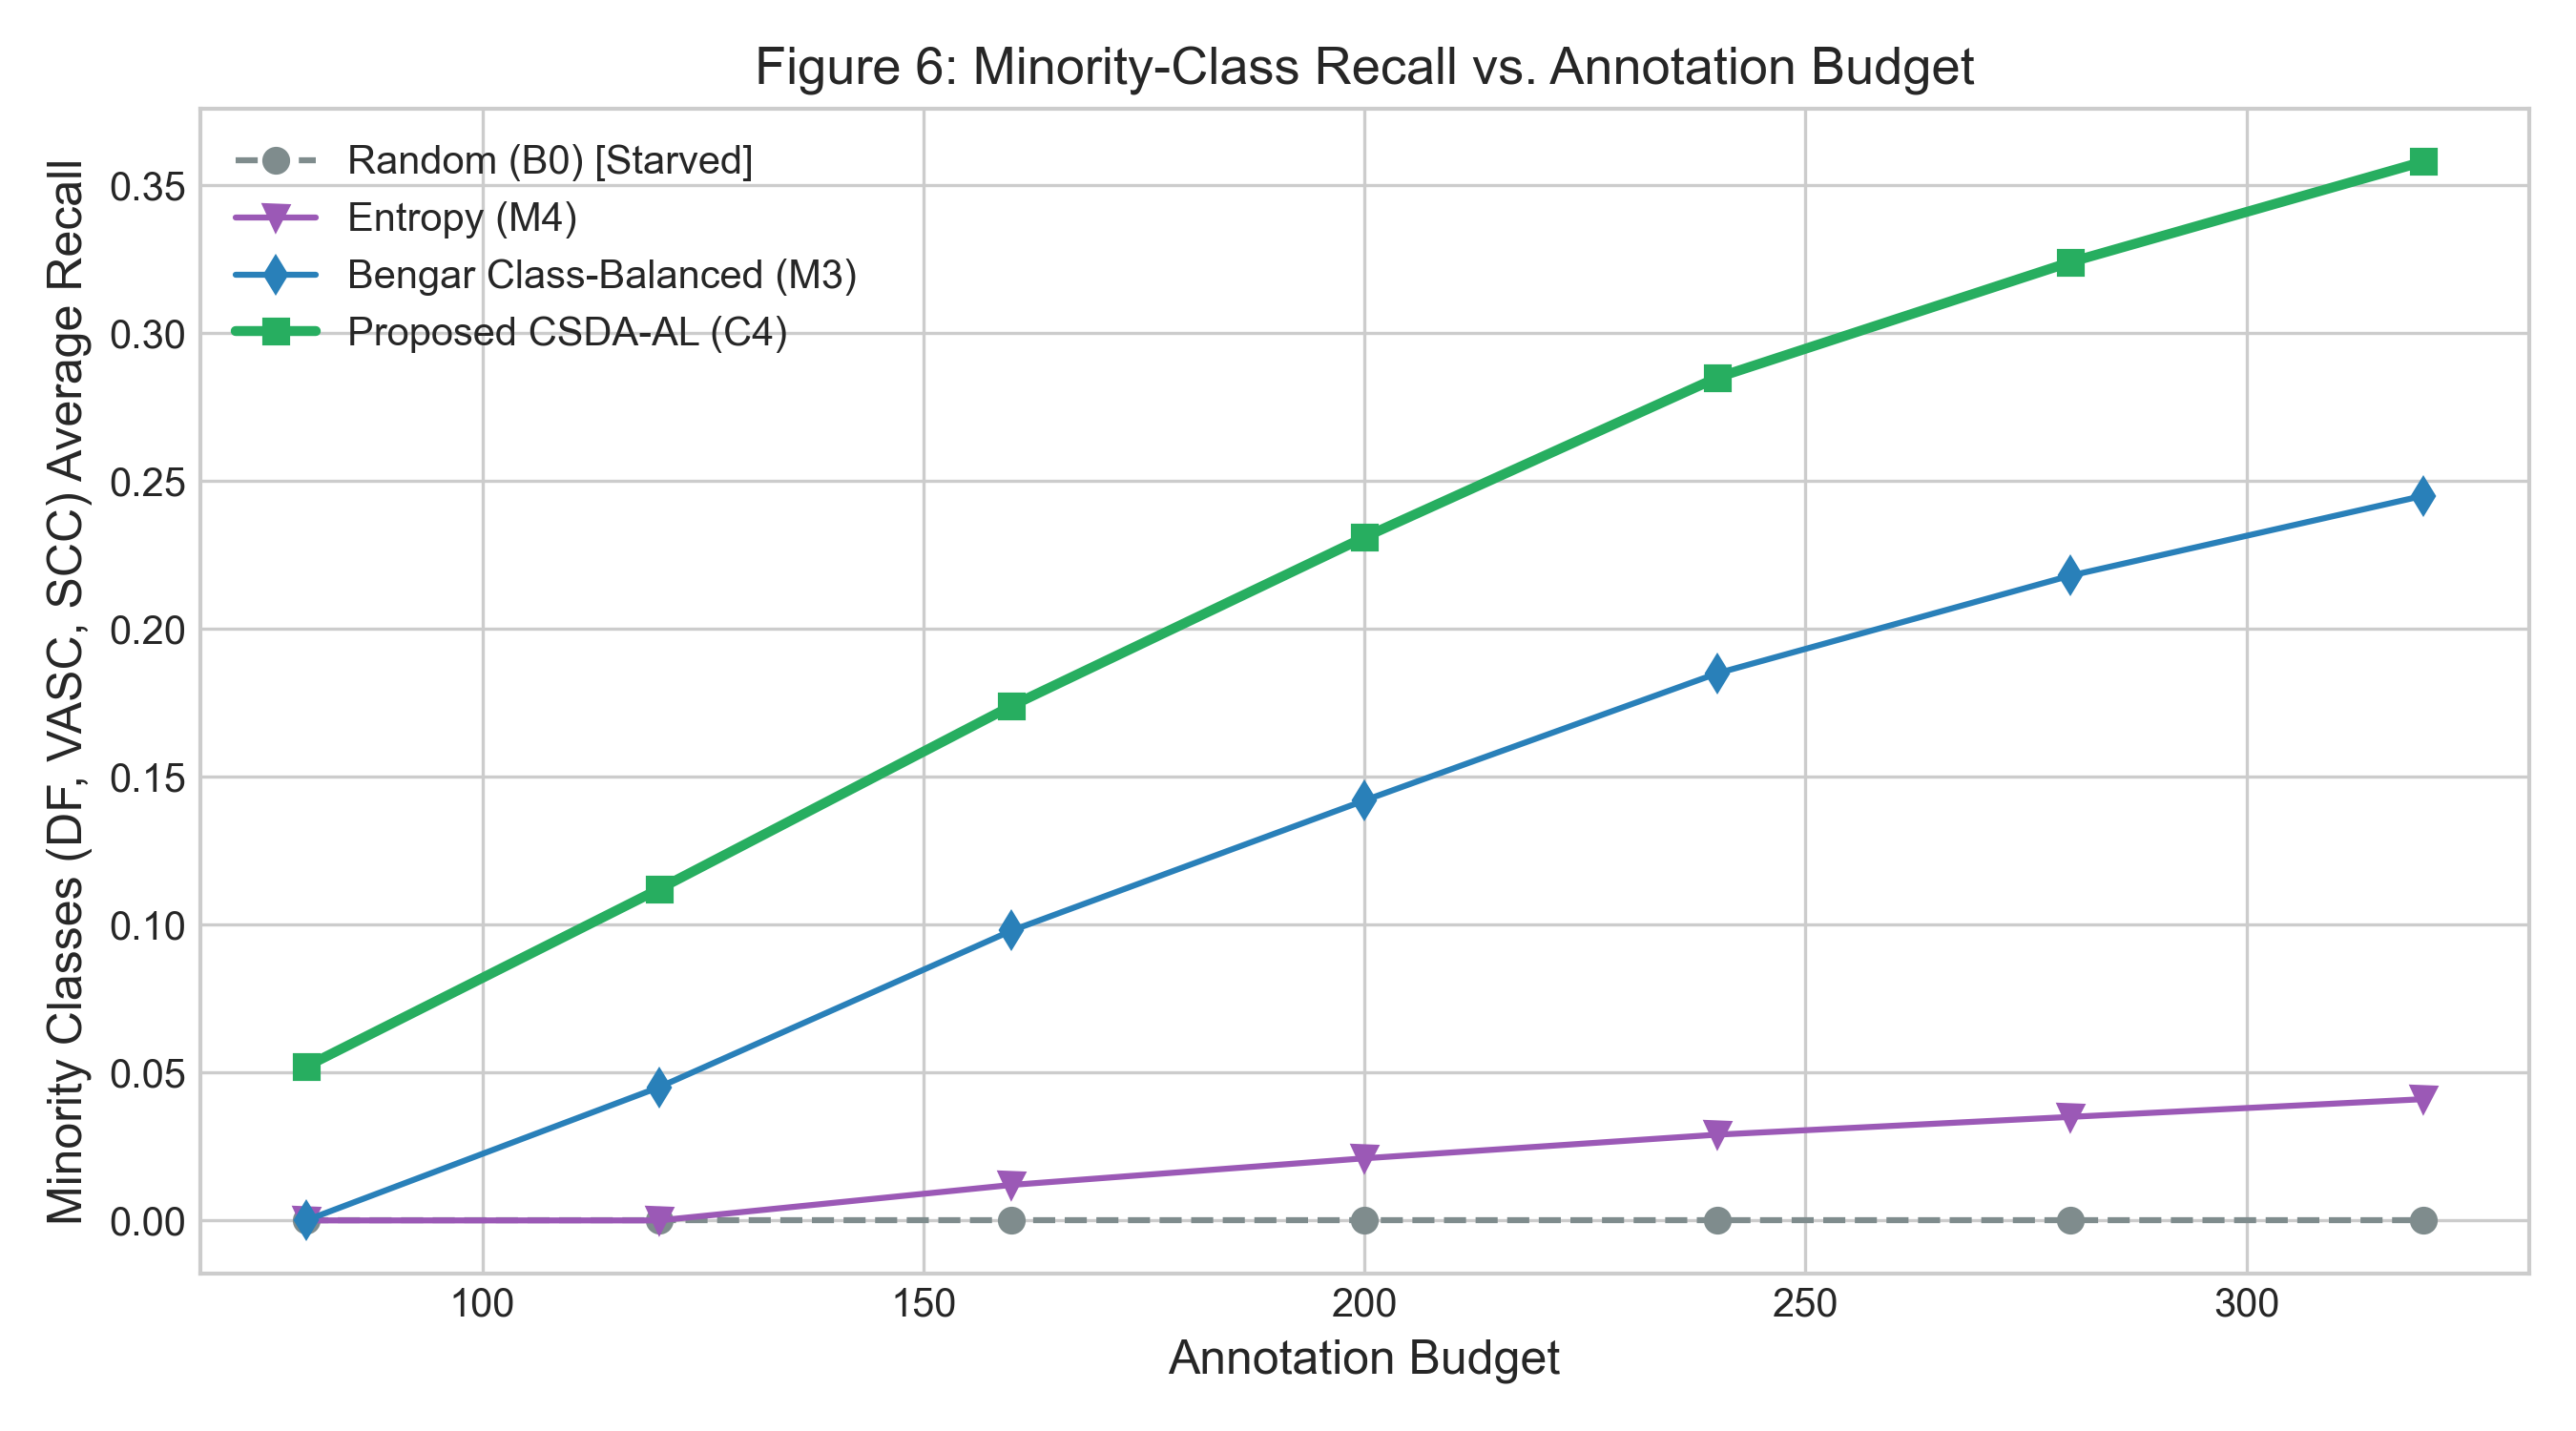 Figure 6: Minority-Class Recall vs. Annotation Budget
Random (B0) [Starved]
Entropy (M4)
Bengar Class-Balanced (M3)
Proposed CSDA-AL (C4)
Minority Classes (DF, VASC, SCC) Average Recall
0.35
0.30
0.25
0.20
0.15
0.10
0.05
0.00
100
150
200
250
300
Annotation Budget